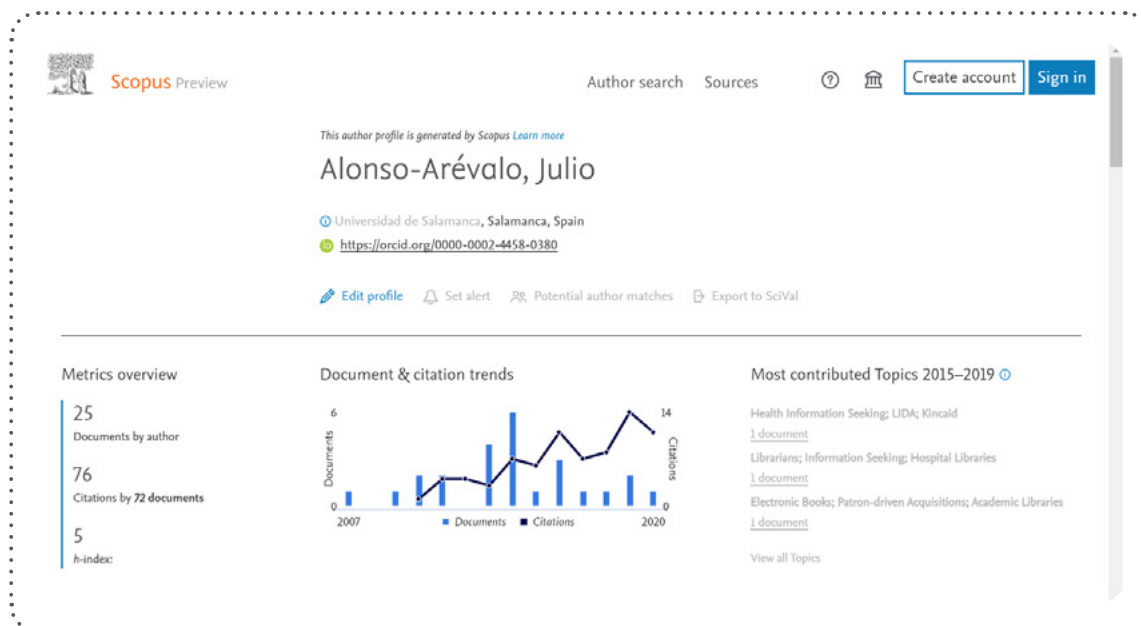 Scopus Preview
Author search Sources Create account Sign in
This author profile is generated by Scopus Learn more
Alonso-Arévalo, Julio
Universidad de Salamanca, Salamanca, Spain
iD https://orcid.org/0000-0002-4458-0380
Edit profile Set alert Potential author matches Export to SciVal
Metrics overview
25
Documents by author
76
Citations by 72 documents
5
h-index:
Document & citation trends
6 14
Documents
Citations
0 0
2007 Documents Citations 2020
Most contributed Topics 2015–2019
Health Information Seeking; LIDA; Kincaid
1 document
Librarians; Information Seeking; Hospital Libraries
1 document
Electronic Books; Patron-driven Acquisitions; Academic Libraries
1 document
View all Topics